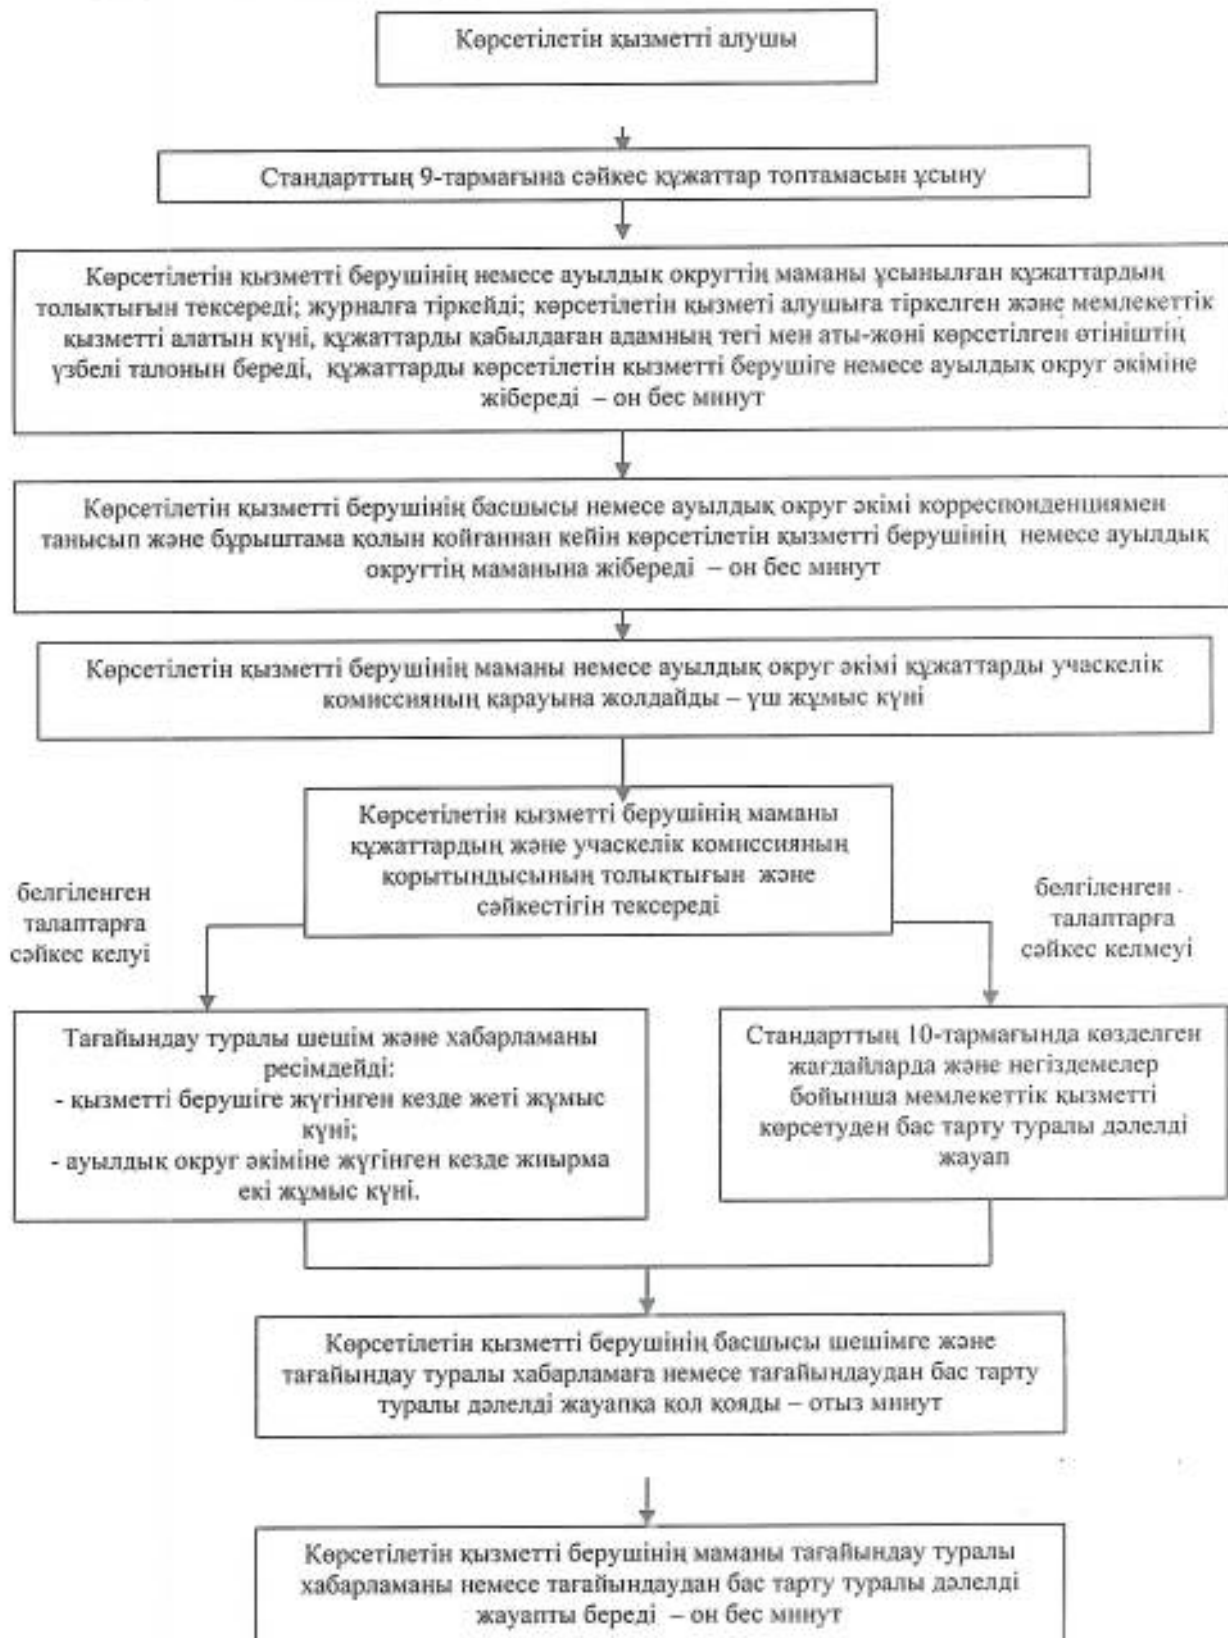 Көрсетілетін қызметті алушы
Стандарттың 9-тармағына сәйкес құжаттар топтамасын ұсыну
Көрсетілетін қызметті берушінің немесе ауылдық округтің маманы ұсынылған құжаттардың
толықтығын тексереді; журналға тіркейді; көрсетілетін қызметі алушыға тіркелген және мемлекеттік
қызметті алатын күні, құжаттарды қабылдаған адамның тегі мен аты-жөні көрсетілген өтініштің
үзбелі талонын береді, құжаттарды көрсетілетін қызметті берушіге немесе ауылдық округ әкіміне
жібереді – он бес минут
Көрсетілетін қызметті берушінің басшысы немесе ауылдық округ әкімі корреспонденциямен
танысып және бұрыштама қолын қойғаннан кейін көрсетілетін қызметті берушінің немесе ауылдық
округтің маманына жібереді – он бес минут
Көрсетілетін қызметті берушінің маманы немесе ауылдық округ әкімі құжаттарды учаскелік
комиссияның қарауына жолдайды – үш жұмыс күні
Көрсетілетін қызметті берушінің маманы
құжаттардың және учаскелік комиссияның
қорытындысының толықтығын және
сәйкестігін тексереді
белгіленген
талаптарға
сәйкес келуі
белгіленген
талаптарға
сәйкес келмеуі
Тағайындау туралы шешім және хабарламаны
ресімдейді:
- қызметті берушіге жүгінген кезде жеті жұмыс
күні;
- ауылдық округ әкіміне жүгінген кезде жиырма
екі жұмыс күні.
Стандарттың 10-тармағында көзделген
жағдайларда және негіздемелер
бойынша мемлекеттік қызметті
көрсетуден бас тарту туралы дәлелді
жауап
Көрсетілетін қызметті берушінің басшысы шешімге және
тағайындау туралы хабарламаға немесе тағайындаудан бас тарту
туралы дәлелді жауапқа қол қояды – отыз минут
Көрсетілетін қызметті берушінің маманы тағайындау туралы
хабарламаны немесе тағайындаудан бас тарту туралы дәлелді
жауапты береді – он бес минут